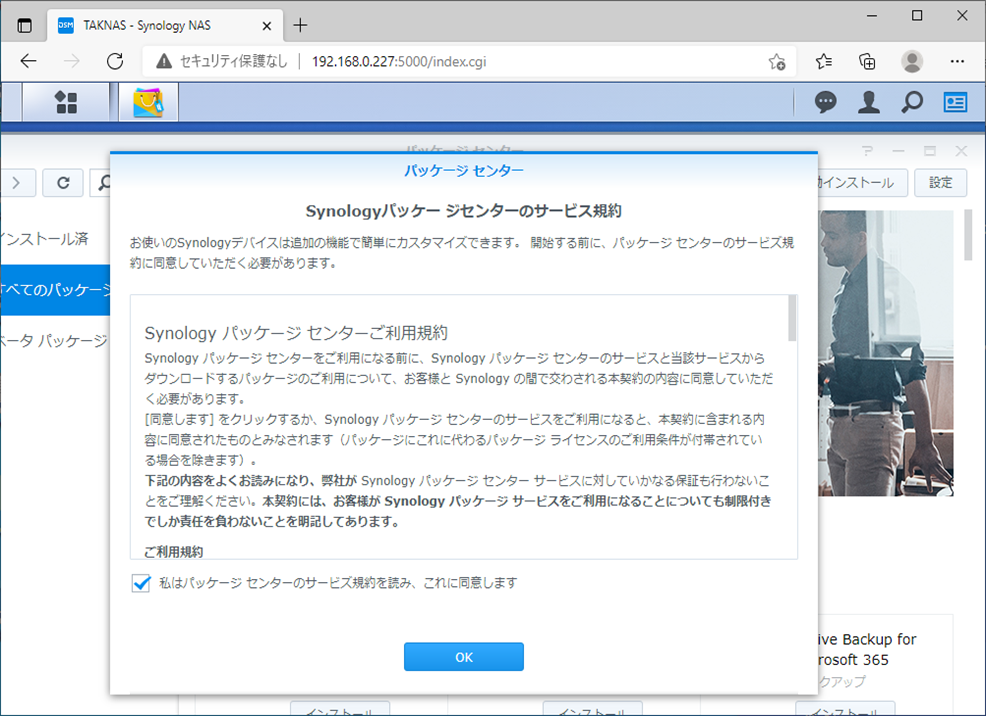 TAKNAS - Synology NAS
セキュリティ保護なし
192.168.0.227:5000/index.cgi
パッケージ センター
パッケージ センター
インストール
設定
Synologyパッケー ジセンターのサービス規約
お使いのSynologyデバイスは追加の機能で簡単にカスタマイズできます。 開始する前に、パッケージ センターのサービス規
約に同意していただく必要があります。
ンストール済
すべてのパッケージ
ベータ パッケージ
Synology パッケージ センターご利用規約
Synology パッケージ センターをご利用になる前に、Synology パッケージ センターのサービスと当該サービスから
ダウンロードするパッケージのご利用について、お客様と Synology の間で交わされる本契約の内容に同意していただ
く必要があります。
[同意します] をクリックするか、Synology パッケージ センターのサービスをご利用になると、本契約に含まれる内
容に同意されたものとみなされます（パッケージにこれに代わるパッケージ ライセンスのご利用条件が付帯されてい
る場合を除きます）。
下記の内容をよくお読みになり、弊社が Synology パッケージ センター サービスに対していかなる保証も行わないこ
とをご理解ください。本契約には、お客様が Synology パッケージ サービスをご利用になることについても制限付き
でしか責任を負わないことを明記してあります。
ご利用規約
私はパッケージ センターのサービス規約を読み、これに同意します
OK
ive Backup for
rosoft 365
クアップ
インストール
インストール
インストール